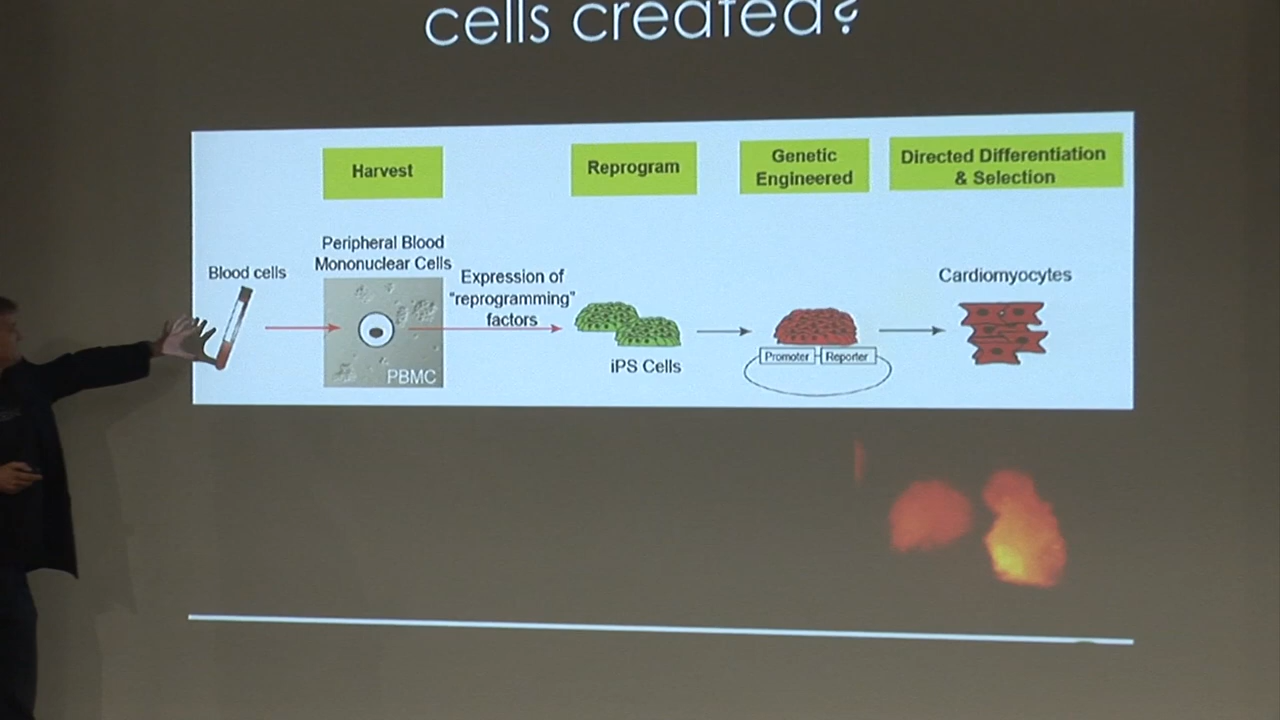 cells created?
Harvest
Reprogram
Genetic
Engineered
Directed Differentiation
& Selection
Blood cells
Peripheral Blood
Mononuclear Cells
PBMC
Expression of
"reprogramming"
factors
iPS Cells
Promoter
Reporter
Cardiomyocytes